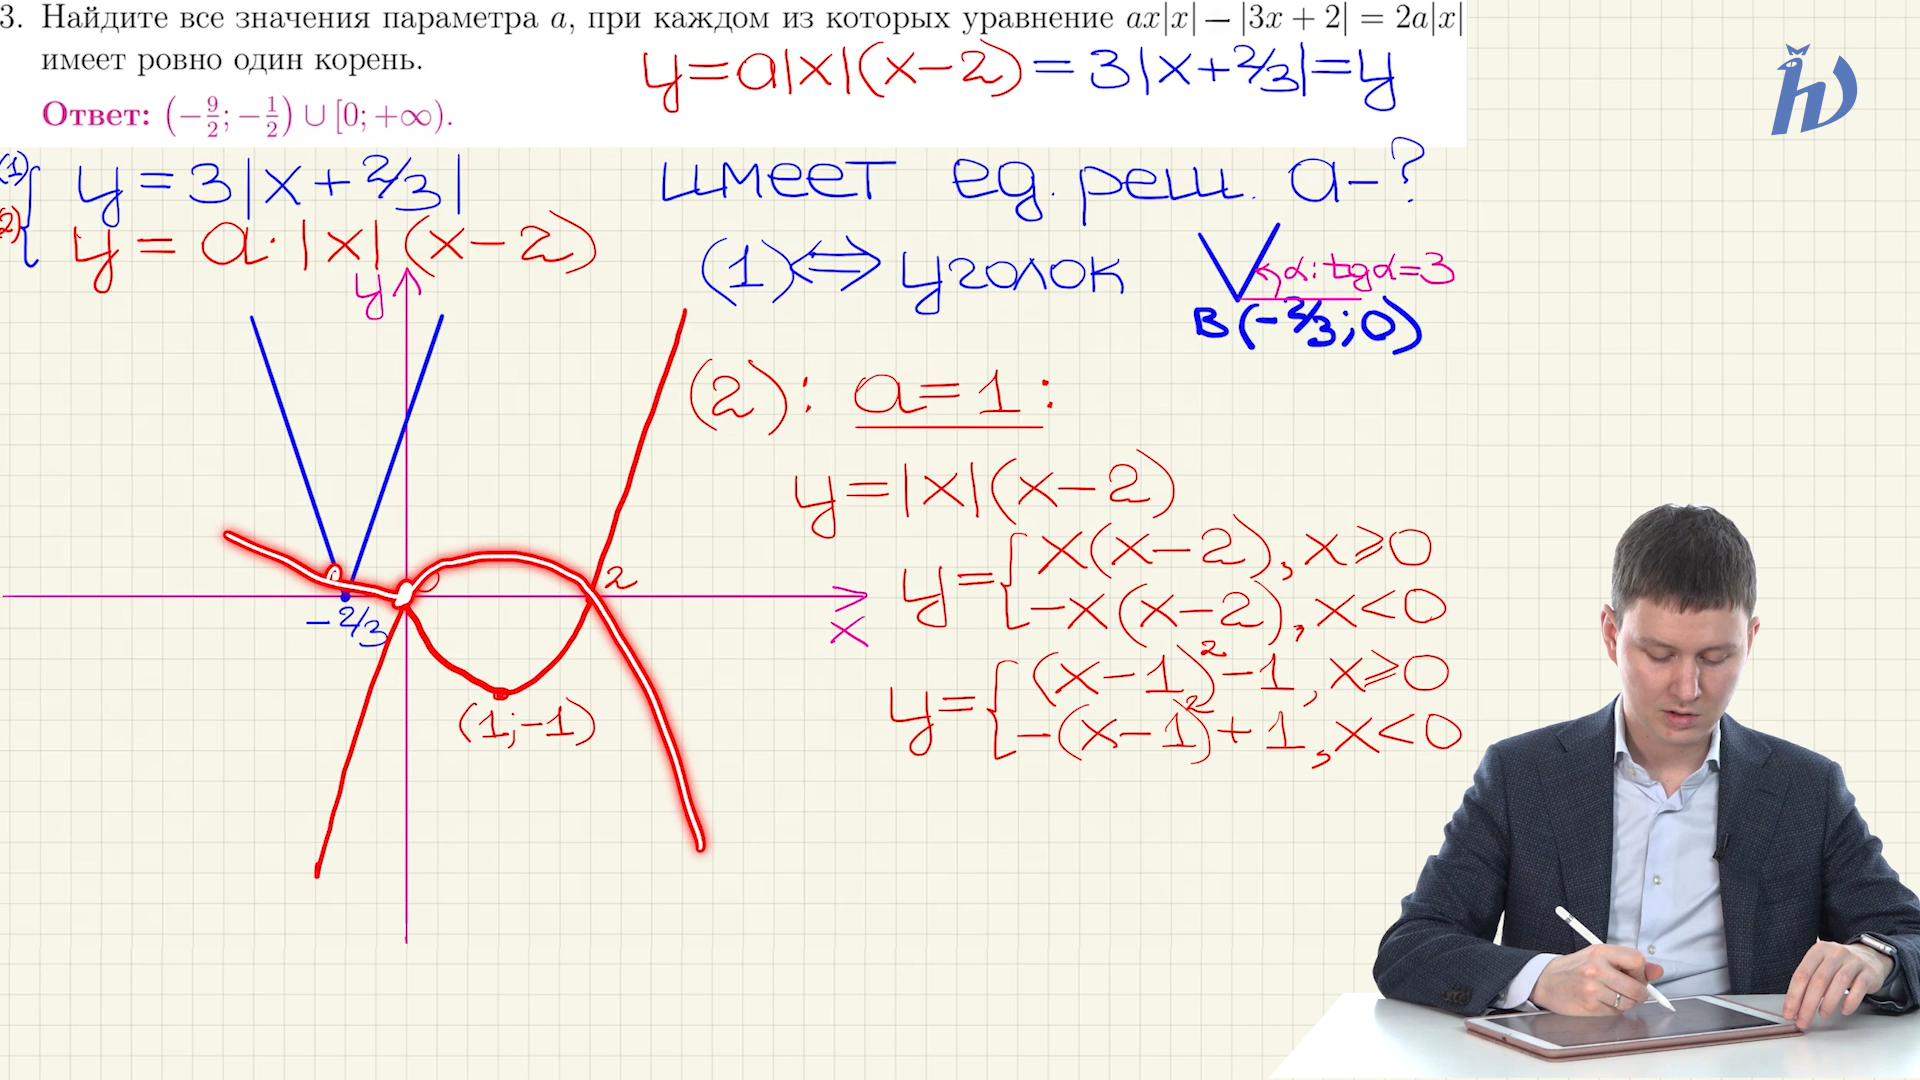 3. Найдите все значения параметра a, при каждом из которых уравнение ax|x| − |3x + 2| = 2a|x|
имеет ровно один корень.
y=a|x|(x-2)=3|x+2/3|=y
Ответ: (−9/2; −1/2) ∪ [0; +∞).
(1) y=3|x+2/3| имеет ед. реш. a-?
(2) y=a·|x|(x-2)
(1)⟺ уголок
α: tgα=3
B(-2/3;0)
y
(2): a=1:
y=|x|(x-2)
y={x(x-2), x⩾0
-x(x-2), x<0
0
2
-2/3
x
y={(x-1)²-1, x⩾0
-(x-1)²+1, x<0
(1;-1)